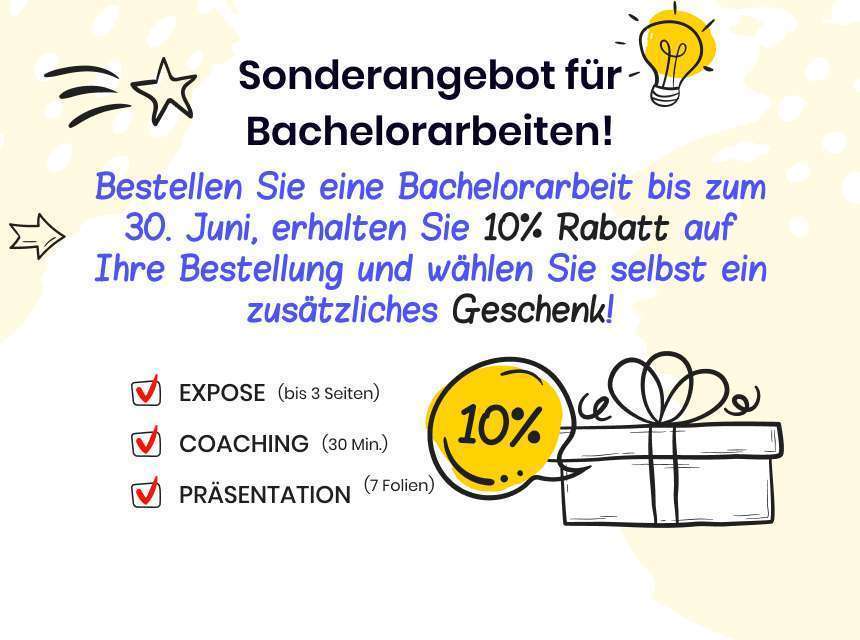 Sonderangebot für
Bachelorarbeiten!
Bestellen Sie eine Bachelorarbeit bis zum
30. Juni, erhalten Sie 10% Rabatt auf
Ihre Bestellung und wählen Sie selbst ein
zusätzliches Geschenk!
EXPOSE (bis 3 Seiten)
COACHING (30 Min.)
PRÄSENTATION (7 Folien)
10%